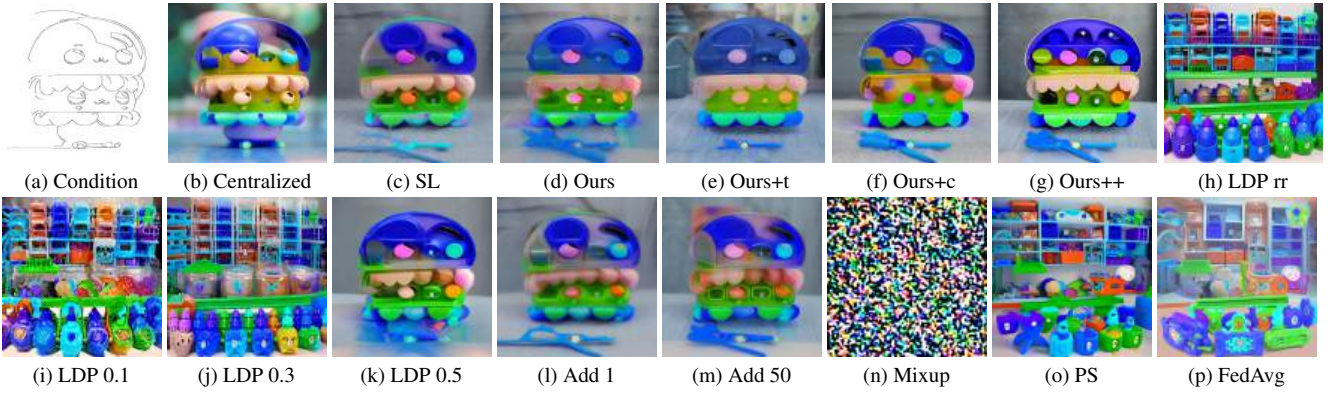 (a) Condition (b) Centralized (c) SL (d) Ours (e) Ours+t (f) Ours+c (g) Ours++ (h) LDP rr
(i) LDP 0.1 (j) LDP 0.3 (k) LDP 0.5 (l) Add 1 (m) Add 50 (n) Mixup (o) PS (p) FedAvg